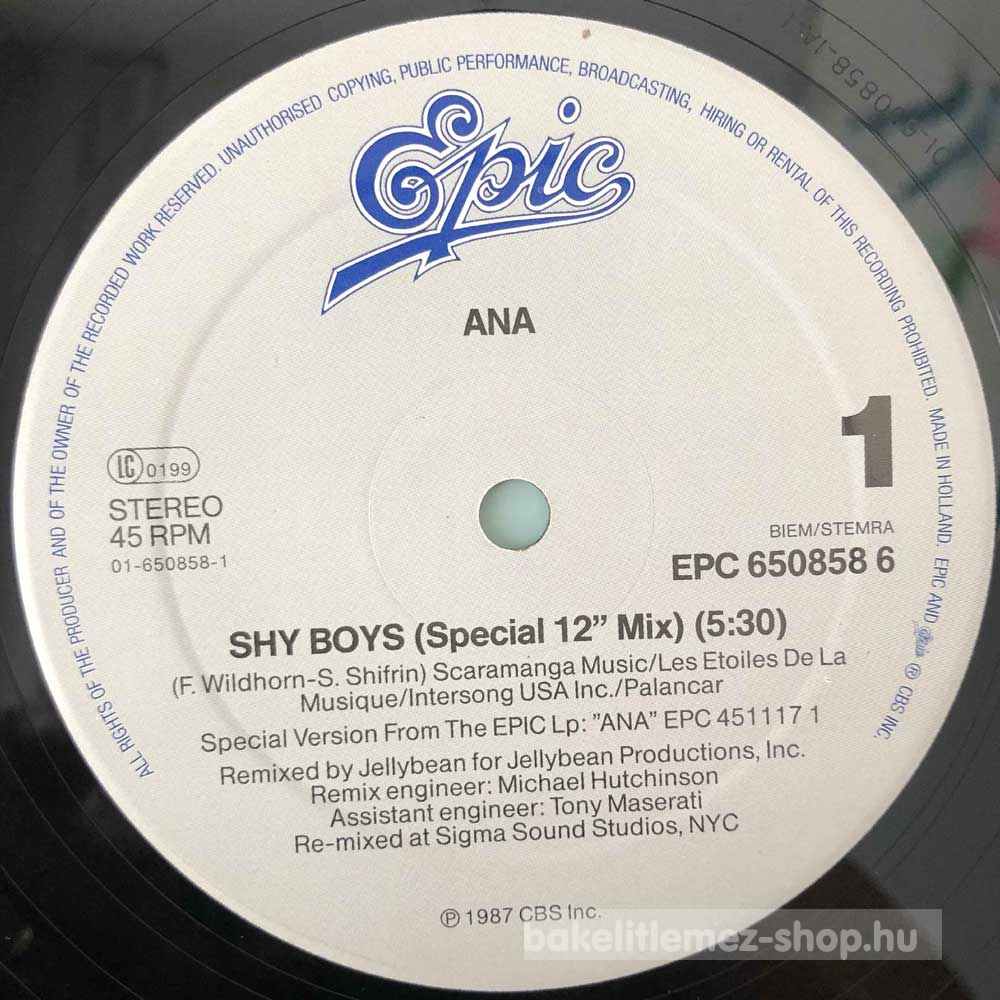 ALL RIGHTS OF THE PRODUCER AND OF THE OWNER OF THE RECORDED WORK RESERVED. UNAUTHORISED COPYING, PUBLIC PERFORMANCE, BROADCASTING, HIRING OR RENTAL OF THIS RECORDING PROHIBITED. MADE IN HOLLAND. EPIC AND Epic ® CBS INC.
Epic
ANA
1
LC 0199
STEREO
45 RPM
01-650858-1
BIEM/STEMRA
EPC 650858 6
SHY BOYS (Special 12” Mix) (5:30)
(F. Wildhorn-S. Shifrin) Scaramanga Music/Les Etoiles De La
Musique/Intersong USA Inc./Palancar
Special Version From The EPIC Lp: ”ANA” EPC 451117 1
Remixed by Jellybean for Jellybean Productions, Inc.
Remix engineer: Michael Hutchinson
Assistant engineer: Tony Maserati
Re-mixed at Sigma Sound Studios, NYC
℗ 1987 CBS Inc.
bakelitlemez-shop.hu